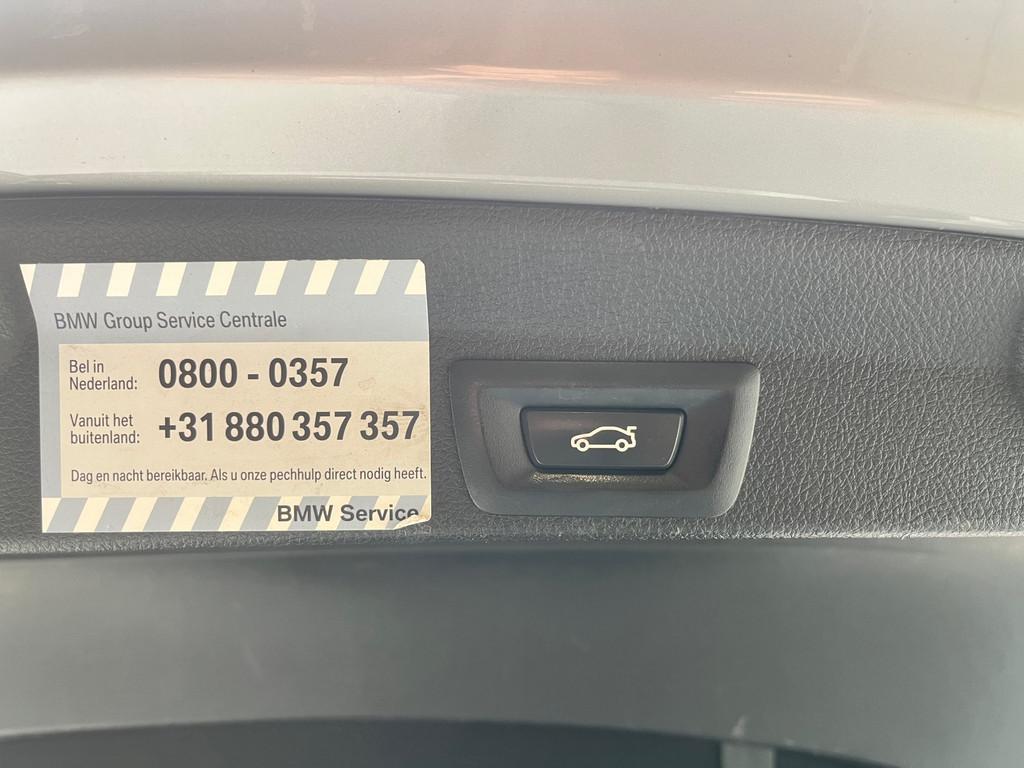 BMW Group Service Centrale
Bel in
Nederland: 0800 - 0357
Vanuit het
buitenland: +31 880 357 357
Dag en nacht bereikbaar. Als u onze pechhulp direct nodig heeft.
BMW Service